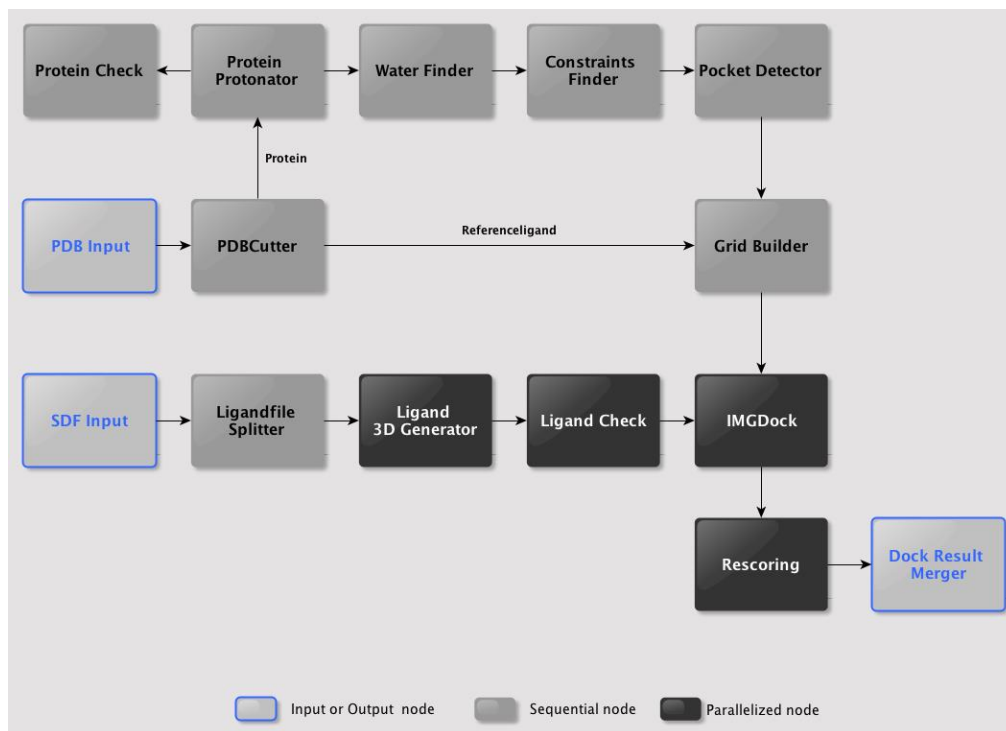 Protein Check
Protein
Protonator
Water Finder
Constraints
Finder
Pocket Detector
Protein
PDB Input
PDBCutter
Referenceligand
Grid Builder
SDF Input
Ligandfile
Splitter
Ligand
3D Generator
Ligand Check
IMGDock
Rescoring
Dock Result
Merger
Input or Output node
Sequential node
Parallelized node